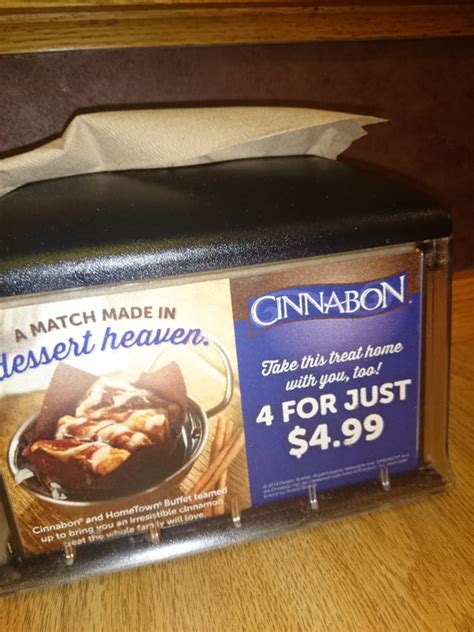 A MATCH MADE IN
dessert heaven.
Cinnabon® and HomeTown® Buffet teamed
up to bring you an irresistible cinnamon
treat the whole family will love.
CINNABON
Take this treat home
with you, too!
4 FOR JUST
$4.99